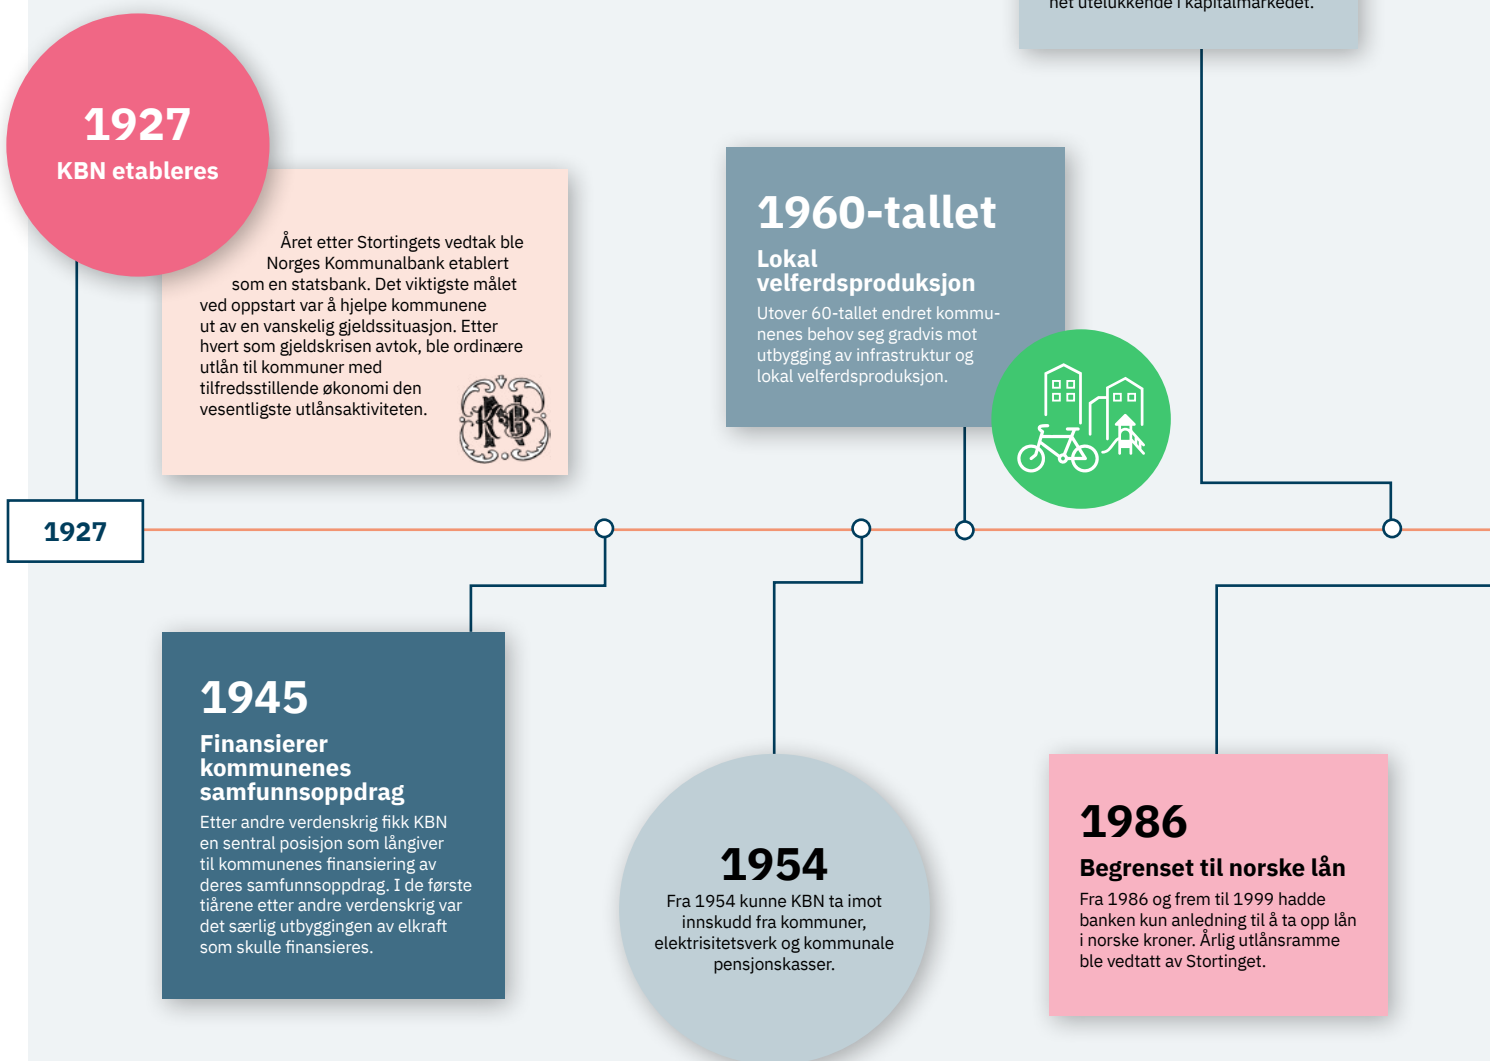 net utelukkende i kapitalmarkedet.
1927
KBN etableres
Året etter Stortingets vedtak ble
Norges Kommunalbank etablert
som en statsbank. Det viktigste målet
ved oppstart var å hjelpe kommunene
ut av en vanskelig gjeldssituasjon. Etter
hvert som gjeldskrisen avtok, ble ordinære
utlån til kommuner med
tilfredsstillende økonomi den
vesentligste utlånsaktiviteten.
1960-tallet
Lokal
velferdsproduksjon
Utover 60-tallet endret kommu-
nenes behov seg gradvis mot
utbygging av infrastruktur og
lokal velferdsproduksjon.
1927
1945
Finansierer
kommunenes
samfunnsoppdrag
Etter andre verdenskrig fikk KBN
en sentral posisjon som långiver
til kommunenes finansiering av
deres samfunnsoppdrag. I de første
tiårene etter andre verdenskrig var
det særlig utbyggingen av elkraft
som skulle finansieres.
1954
Fra 1954 kunne KBN ta imot
innskudd fra kommuner,
elektrisitetsverk og kommunale
pensjonskasser.
1986
Begrenset til norske lån
Fra 1986 og frem til 1999 hadde
banken kun anledning til å ta opp lån
i norske kroner. Årlig utlånsramme
ble vedtatt av Stortinget.